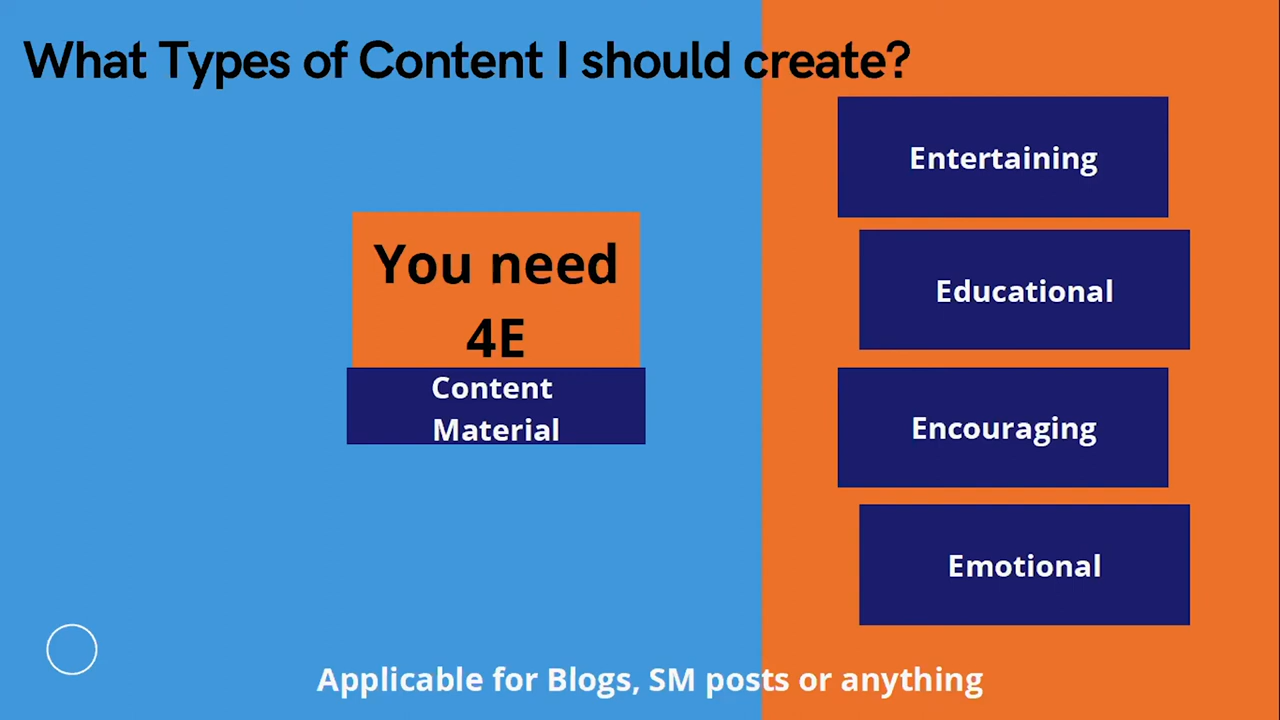 What Types of Content I should create?
You need
4E
Content
Material
Entertaining
Educational
Encouraging
Emotional
Applicable for Blogs, SM posts or anything